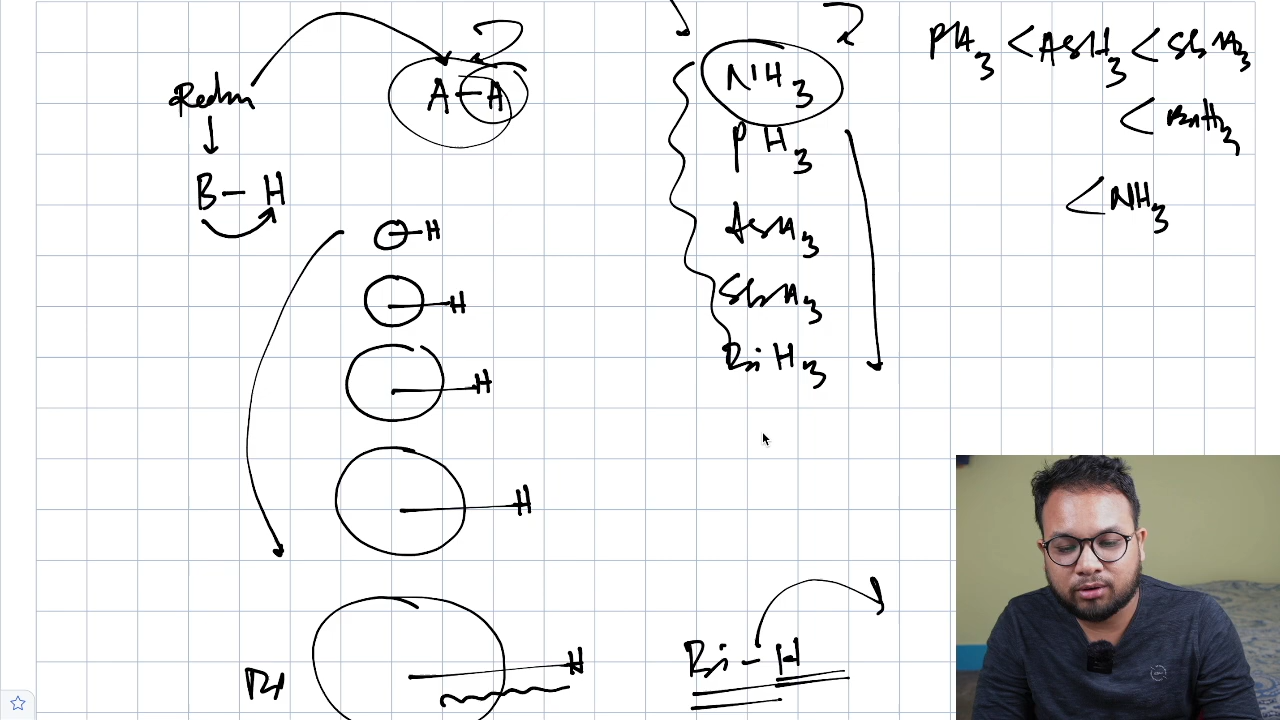 Redn
A-A
B-H
-H
-H
-H
-H
Bi
-H
NH3
PH3
AsH3
SbH3
BiH3
Bi-H
PH3 < AsH3 < SbH3
< BiH3
< NH3